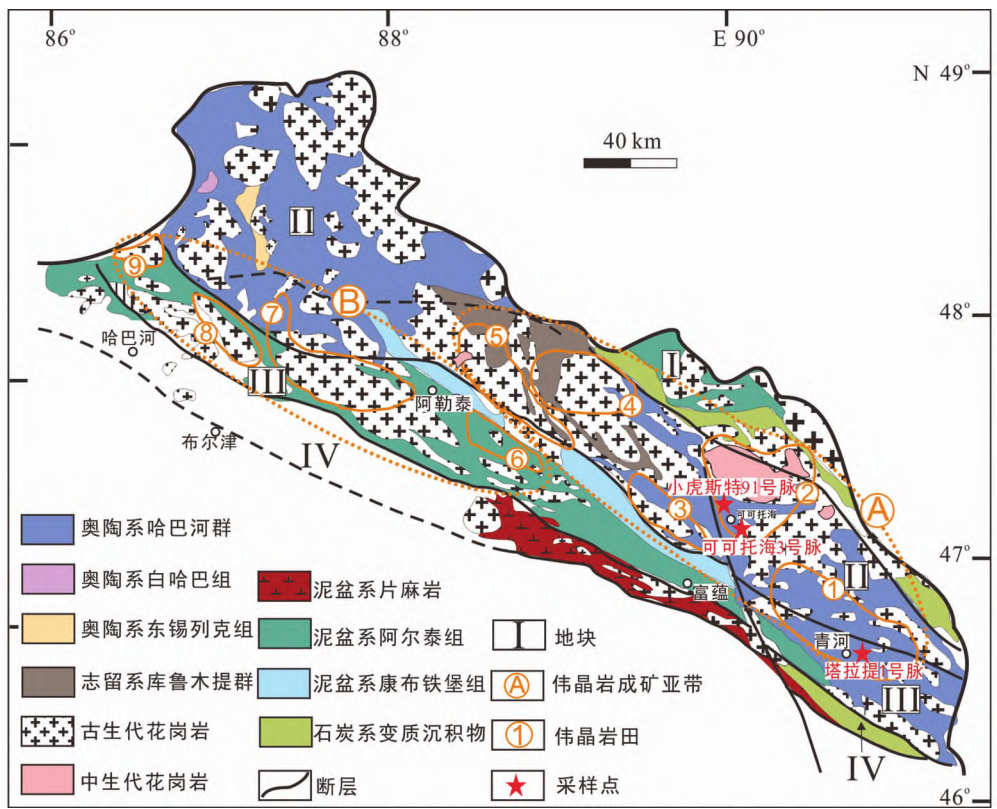 86°
88°
E 90°
N 49°
40 km
II
⑨
III
哈巴河
⑧
⑦
Ⓑ
48°
⑤
I
III
阿勒泰
④
布尔津
IV
⑥
小虎斯特91号脉
②
③
可可托海
Ⓐ
可可托海3号脉
47°
①
II
富蕴
青河
塔拉提1号脉
III
IV
46°
奥陶系哈巴河群
奥陶系白哈巴组
奥陶系东锡列克组
志留系库鲁木提群
古生代花岗岩
中生代花岗岩
泥盆系片麻岩
泥盆系阿尔泰组
泥盆系康布铁堡组
石炭系变质沉积物
断层
I 地块
Ⓐ 伟晶岩成矿亚带
① 伟晶岩田
采样点